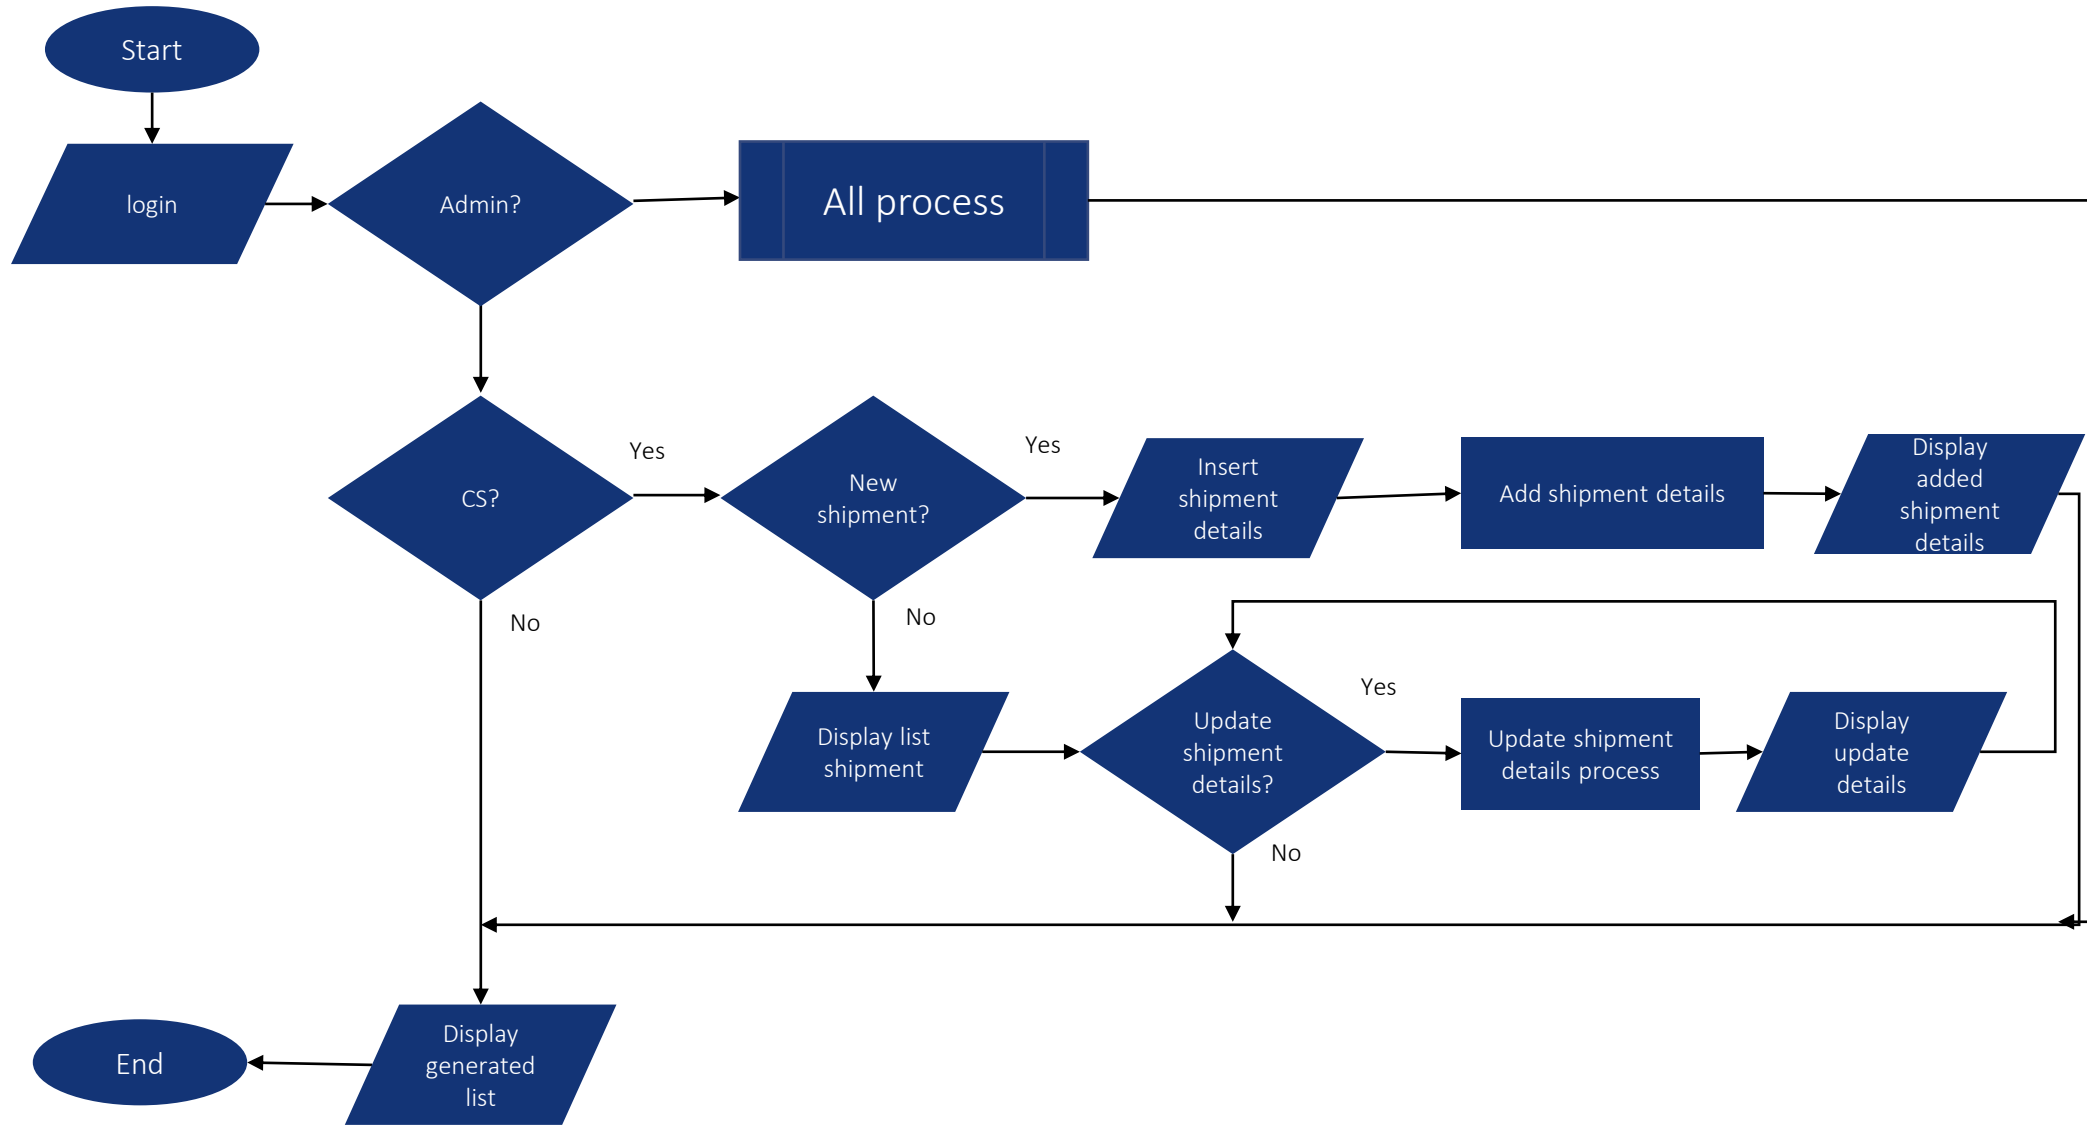 Start
login
Admin?
All process
CS?
Yes
New
shipment?
Yes
Insert
shipment
details
Add shipment details
Display
added
shipment
details
No
No
Display list
shipment
Update
shipment
details?
Yes
Update shipment
details process
Display
update
details
No
Display
generated
list
End